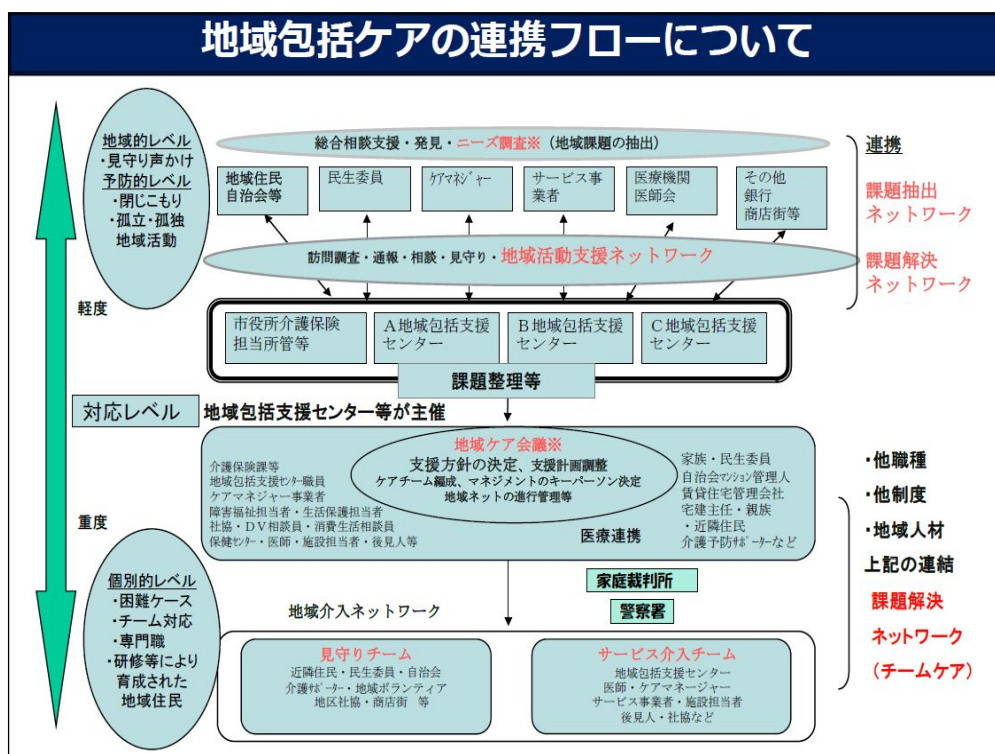 地域包括ケアの連携フローについて
地域的レベル
・見守り声かけ
予防的レベル
・閉じこもり
・孤立・孤独
地域活動
軽度
対応レベル
重度
個別的レベル
・困難ケース
・チーム対応
・専門職
・研修等により
育成された
地域住民
総合相談支援・発見・ニーズ調査※（地域課題の抽出）
地域住民
自治会等
民生委員
ケアマネジャー
サービス事
業者
医療機関
医師会
その他
銀行
商店街等
訪問調査・通報・相談・見守り・地域活動支援ネットワーク
市役所介護保険
担当所管等
A地域包括支援
センター
B地域包括支援
センター
C地域包括支援
センター
課題整理等
連携
課題抽出
ネットワーク
課題解決
ネットワーク
地域包括支援センター等が主催
地域ケア会議※
支援方針の決定、支援計画調整
ケアチーム編成、マネジメントのキーパーソン決定
地域ネットの進行管理等
介護保険課等
地域包括支援センター職員
ケアマネジャー事業者
障害福祉担当者・生活保護担当者
社協・DV相談員・消費生活相談員
保健センター・医師・施設担当者・後見人等
医療連携
家族・民生委員
自治会マンション管理人
賃貸住宅管理会社
宅建主任・親族
・近隣住民
介護予防サポーターなど
家庭裁判所
警察署
地域介入ネットワーク
見守りチーム
近隣住民・民生委員・自治会
介護サポーター・地域ボランティア
地区社協・商店街 等
サービス介入チーム
地域包括支援センター
医師・ケアマネージャー
サービス事業者・施設担当者
後見人・社協など
・他職種
・他制度
・地域人材
上記の連結
課題解決
ネットワーク
（チームケア）